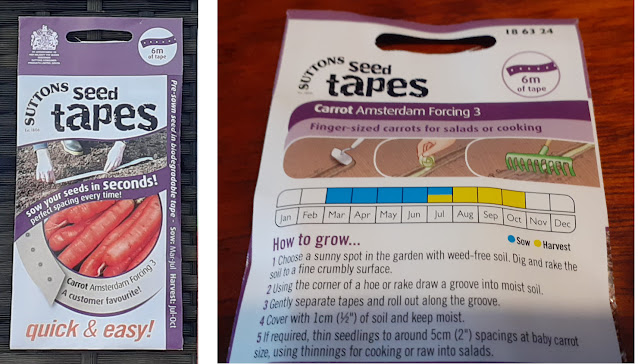 SUTTONS
Est. 1806
seed
tapes
6m
of tape
Pre-sown seed in biodegradable tape • Sow: Mar-Jul Harvest: Jul-Oct
sow your seeds in seconds!
perfect spacing every time!
Carrot Amsterdam Forcing 3
A customer favourite!
quick & easy!
18 63 24
SUTTONS
seed
tapes
6m
of tape
Carrot Amsterdam Forcing 3
Finger-sized carrots for salads or cooking
Jan Feb Mar Apr May Jun Jul Aug Sep Oct Nov Dec
Sow Harvest
How to grow...
1 Choose a sunny spot in the garden with weed-free soil. Dig and rake the
soil to a fine crumbly surface.
2 Using the corner of a hoe or rake draw a groove into moist soil.
3 Gently separate tapes and roll out along the groove.
4 Cover with 1cm (½") of soil and keep moist.
5 If required, thin seedlings to around 5cm (2") spacings at baby carrot
size, using thinnings for cooking or raw into salads.